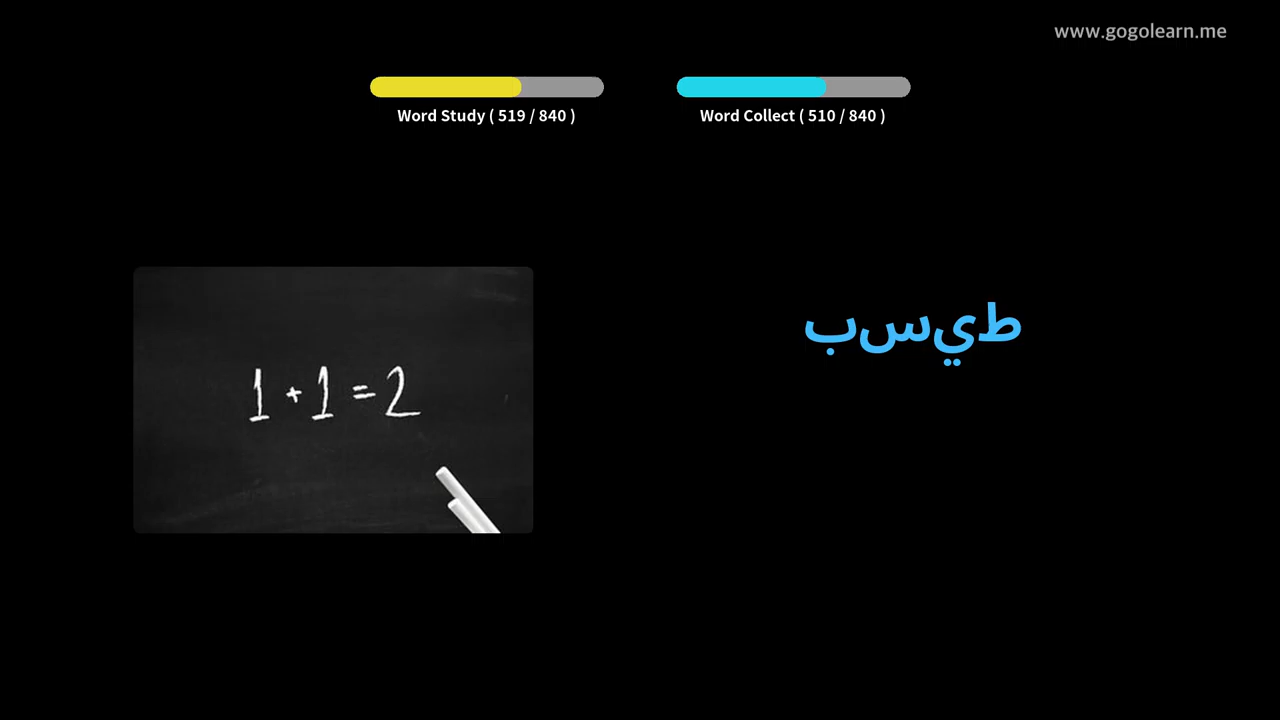 www.gogolearn.me
Word Study ( 519 / 840 )
Word Collect ( 510 / 840 )
1 + 1 = 2
طيسب